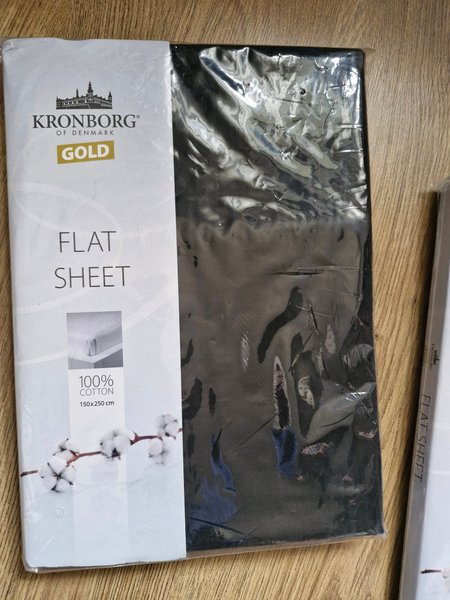 KRONBORG®
OF DENMARK
GOLD
FLAT
SHEET
100%
COTTON
150x250 cm
FLAT SHEET